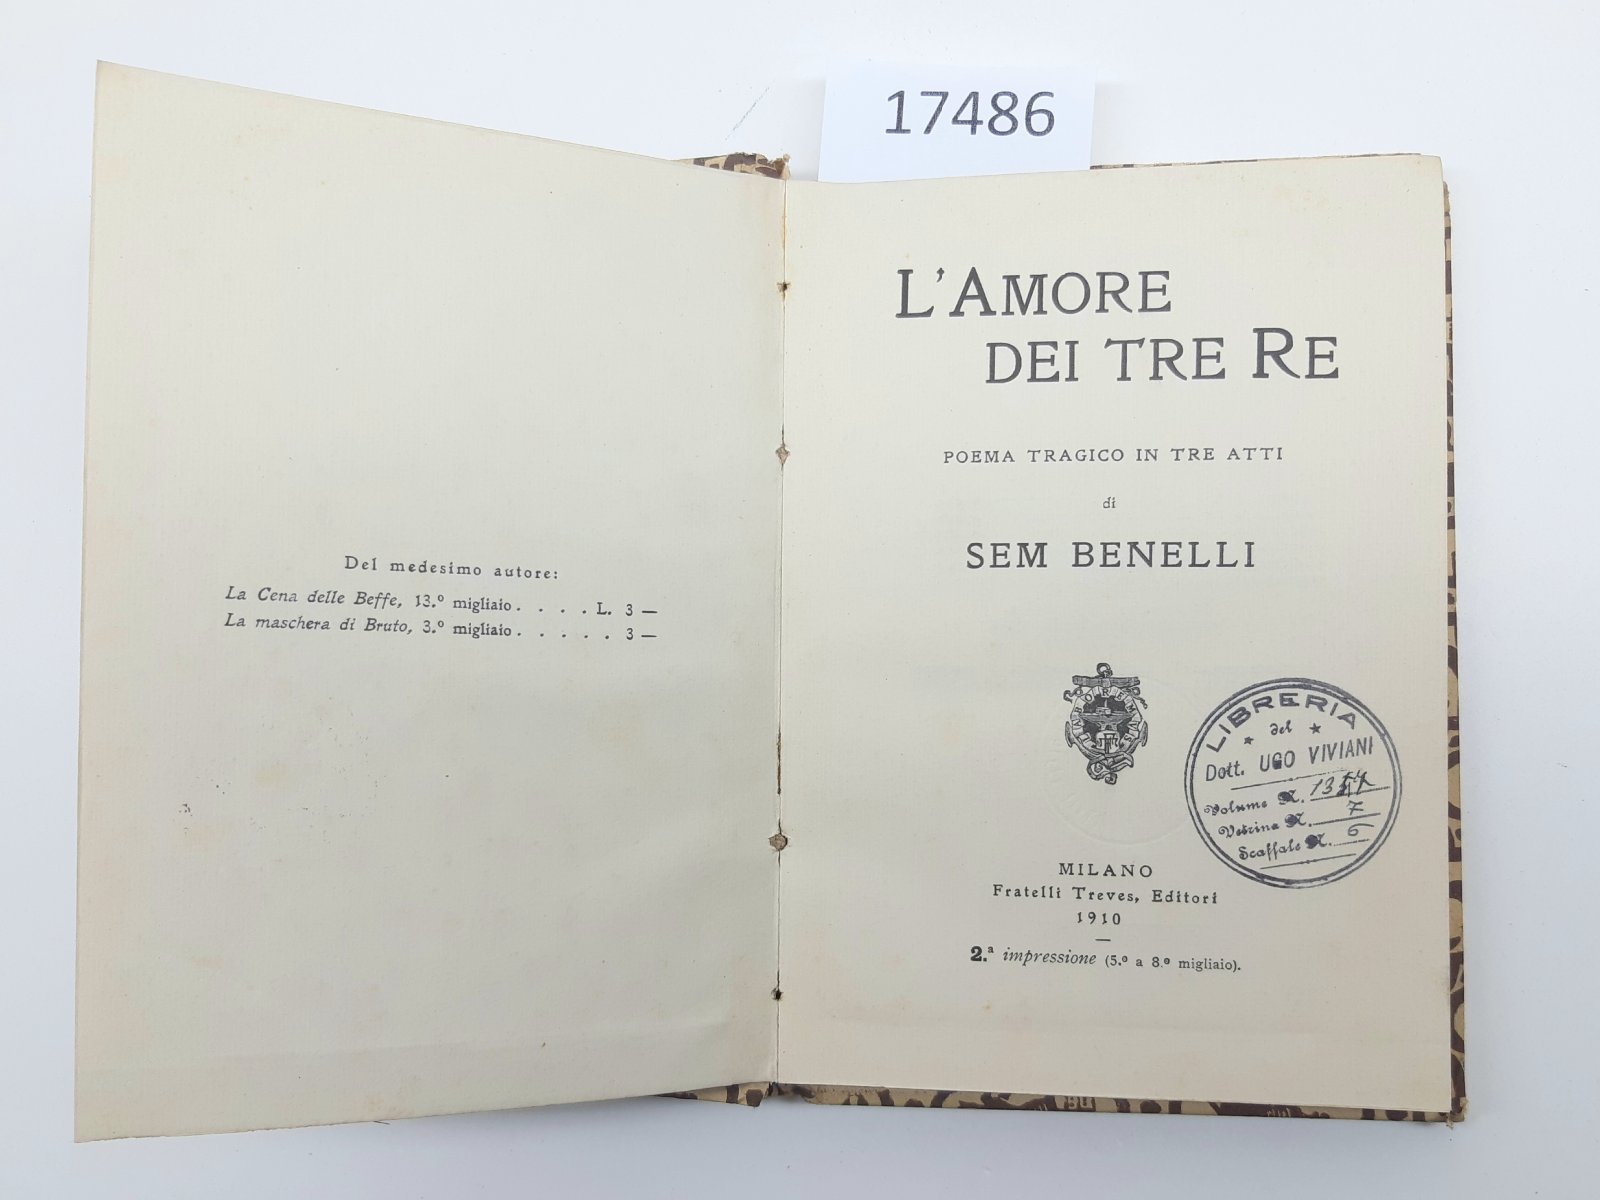 17486
Del medesimo autore:
La Cena delle Beffe, 13.º migliaio. . . . L. 3 —
La maschera di Bruto, 3.º migliaio. . . . . 3 —
L'AMORE
DEI TRE RE
POEMA TRAGICO IN TRE ATTI
di
SEM BENELLI
LABOREMVS
LIBRERIA
★ del ★
Dott. UGO VIVIANI
Volume N.
Vetrina N. 7
Scaffale N. 6
MILANO
Fratelli Treves, Editori
1910
2.ª impressione (5.º a 8.º migliaio).